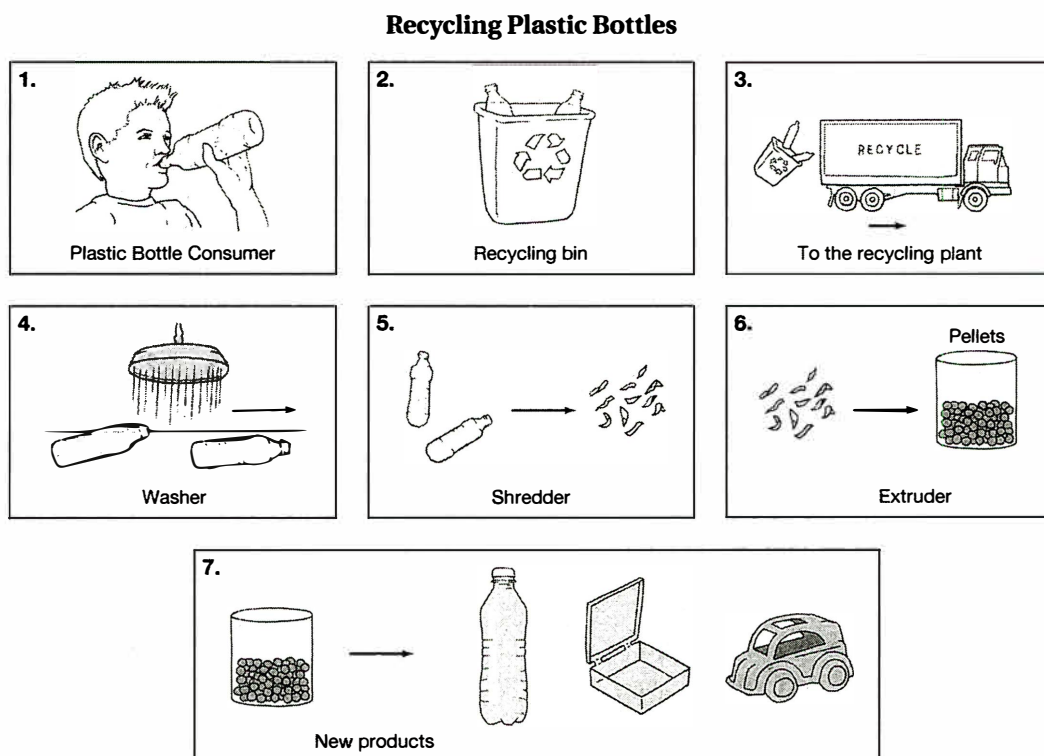 Recycling Plastic Bottles
1.
Plastic Bottle Consumer
2.
Recycling bin
3.
RECYCLE
To the recycling plant
4.
Washer
5.
Shredder
6.
Pellets
Extruder
7.
New products